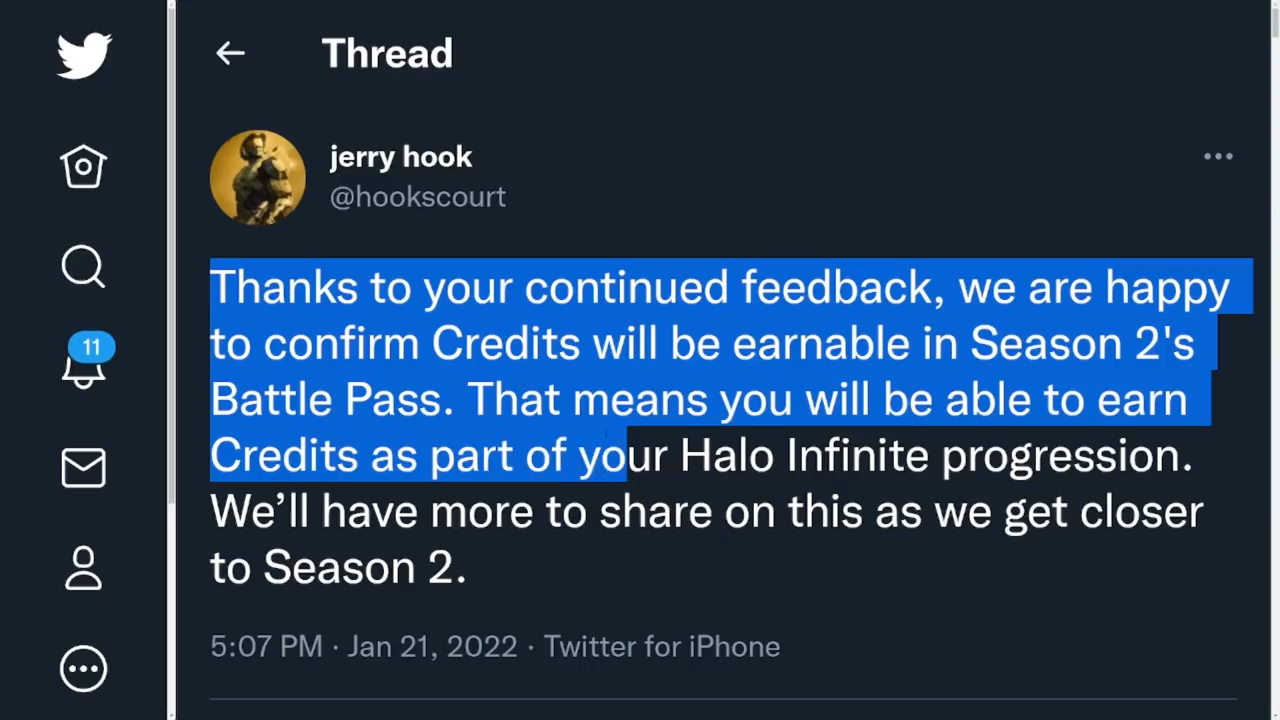 Thread
jerry hook
@hookscourt
Thanks to your continued feedback, we are happy
to confirm Credits will be earnable in Season 2's
Battle Pass. That means you will be able to earn
Credits as part of your Halo Infinite progression.
We’ll have more to share on this as we get closer
to Season 2.
5:07 PM · Jan 21, 2022 · Twitter for iPhone
11